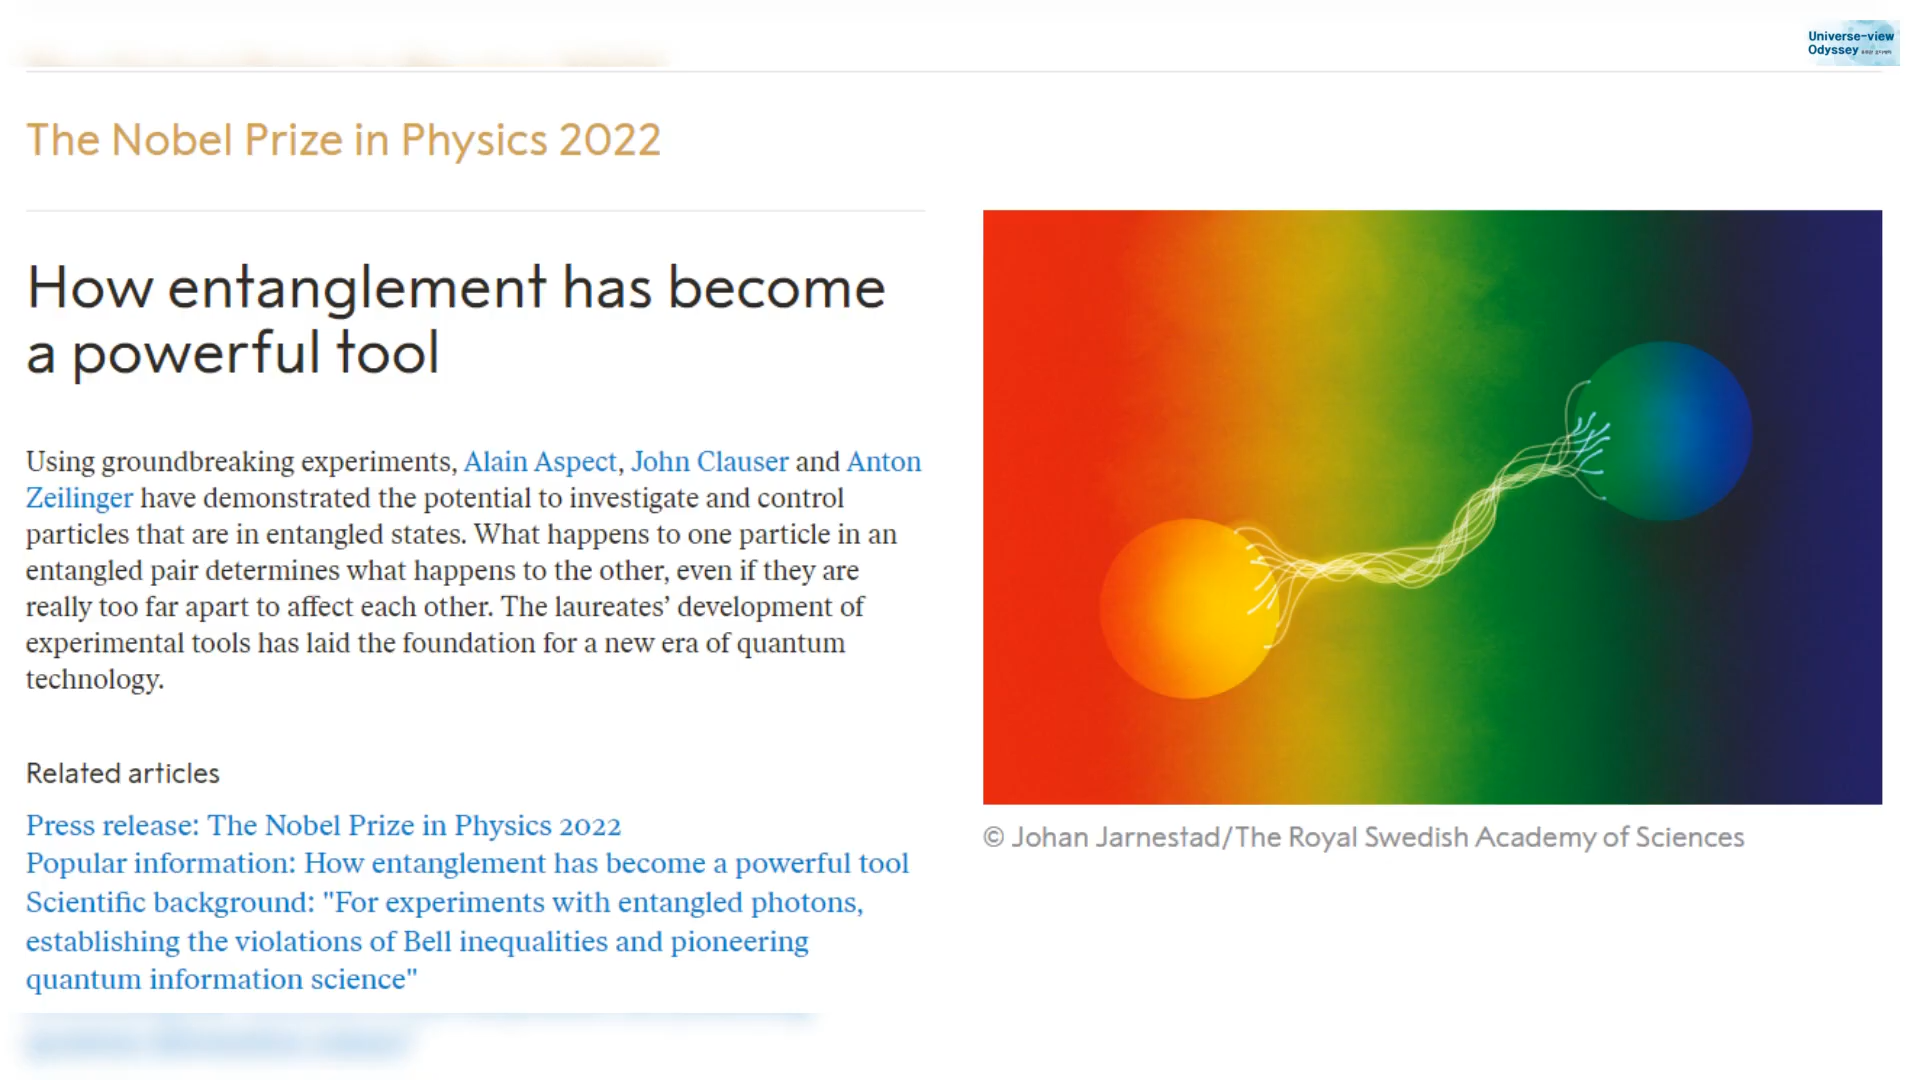 Universe-view
Odyssey
The Nobel Prize in Physics 2022
How entanglement has become
a powerful tool
Using groundbreaking experiments, Alain Aspect, John Clauser and Anton
Zeilinger have demonstrated the potential to investigate and control
particles that are in entangled states. What happens to one particle in an
entangled pair determines what happens to the other, even if they are
really too far apart to affect each other. The laureates’ development of
experimental tools has laid the foundation for a new era of quantum
technology.
Related articles
Press release: The Nobel Prize in Physics 2022
Popular information: How entanglement has become a powerful tool
Scientific background: "For experiments with entangled photons,
establishing the violations of Bell inequalities and pioneering
quantum information science"
© Johan Jarnestad/The Royal Swedish Academy of Sciences